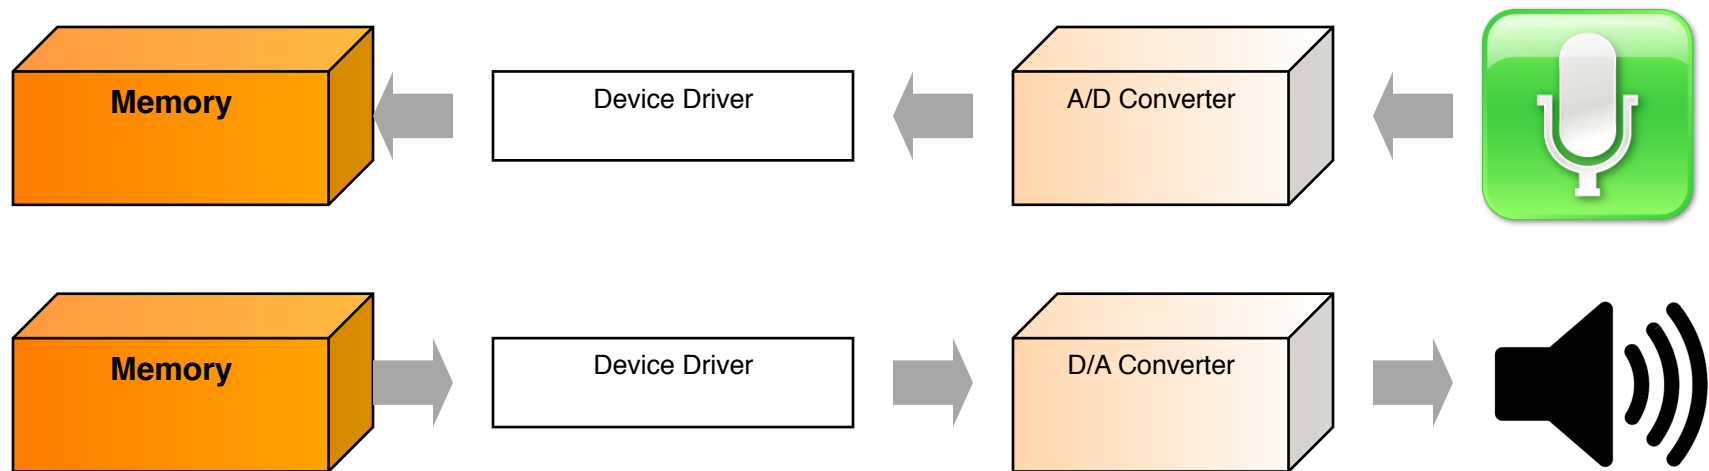 Memory
Device Driver
A/D Converter
Memory
Device Driver
D/A Converter